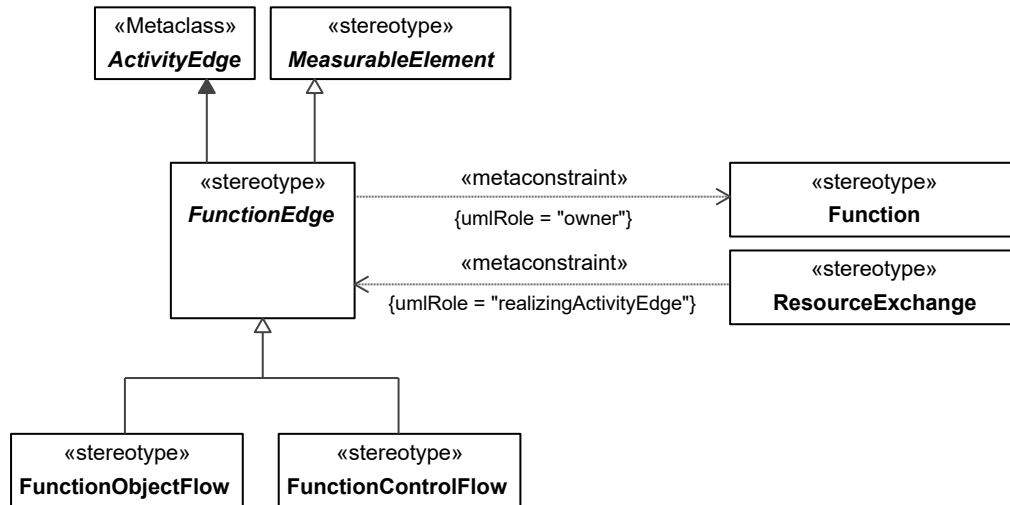 «Metaclass»
ActivityEdge
«stereotype»
MeasurableElement
«stereotype»
FunctionEdge
«metaconstraint»
{umlRole = "owner"}
«stereotype»
Function
«metaconstraint»
{umlRole = "realizingActivityEdge"}
«stereotype»
ResourceExchange
«stereotype»
FunctionObjectFlow
«stereotype»
FunctionControlFlow